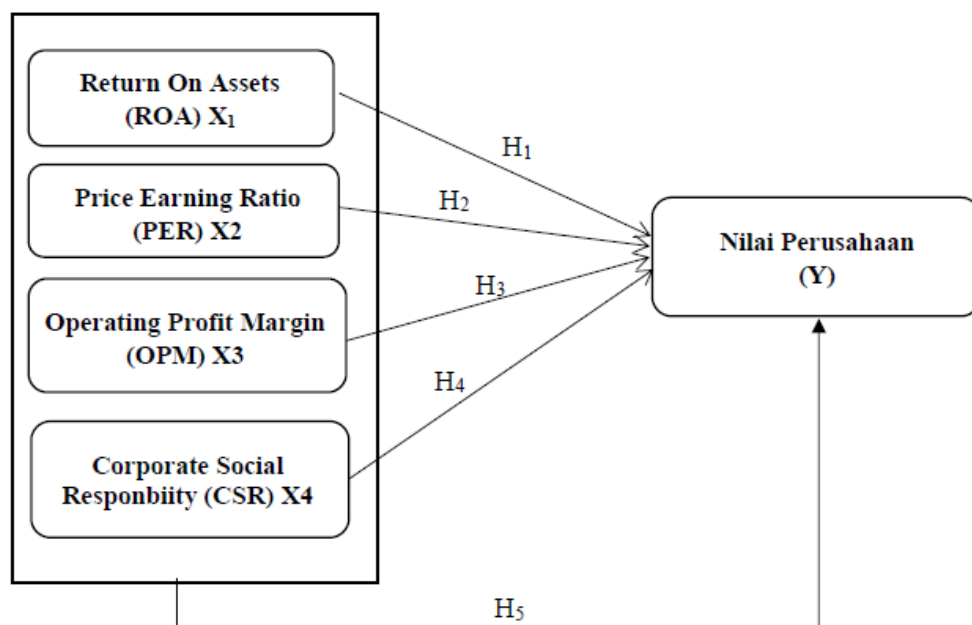 Return On Assets
(ROA) X₁
Price Earning Ratio
(PER) X2
Operating Profit Margin
(OPM) X3
Corporate Social
Responbiity (CSR) X4
H₁
H₂
H₃
H₄
Nilai Perusahaan
(Y)
H₅